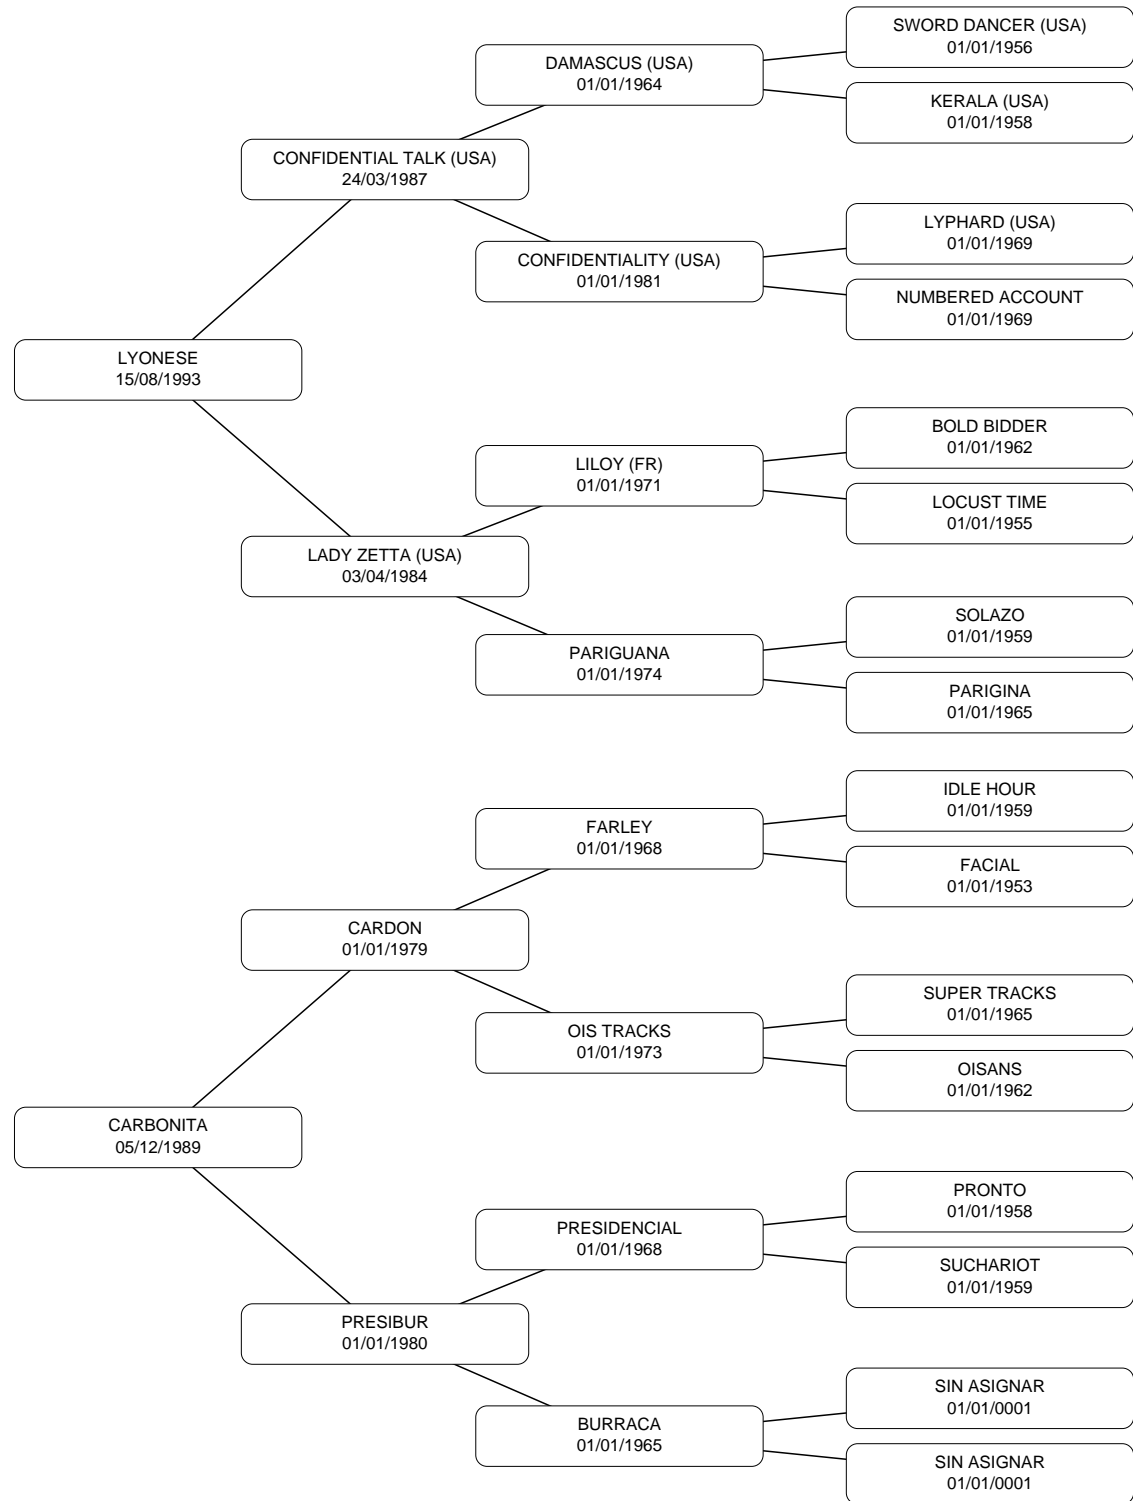 SWORD DANCER (USA)
01/01/1956
DAMASCUS (USA)
01/01/1964
KERALA (USA)
01/01/1958
CONFIDENTIAL TALK (USA)
24/03/1987
LYPHARD (USA)
01/01/1969
CONFIDENTIALITY (USA)
01/01/1981
NUMBERED ACCOUNT
01/01/1969
LYONESE
15/08/1993
BOLD BIDDER
01/01/1962
LILOY (FR)
01/01/1971
LOCUST TIME
01/01/1955
LADY ZETTA (USA)
03/04/1984
SOLAZO
01/01/1959
PARIGUANA
01/01/1974
PARIGINA
01/01/1965
IDLE HOUR
01/01/1959
FARLEY
01/01/1968
FACIAL
01/01/1953
CARDON
01/01/1979
SUPER TRACKS
01/01/1965
OIS TRACKS
01/01/1973
OISANS
01/01/1962
CARBONITA
05/12/1989
PRONTO
01/01/1958
PRESIDENCIAL
01/01/1968
SUCHARIOT
01/01/1959
PRESIBUR
01/01/1980
SIN ASIGNAR
01/01/0001
BURRACA
01/01/1965
SIN ASIGNAR
01/01/0001